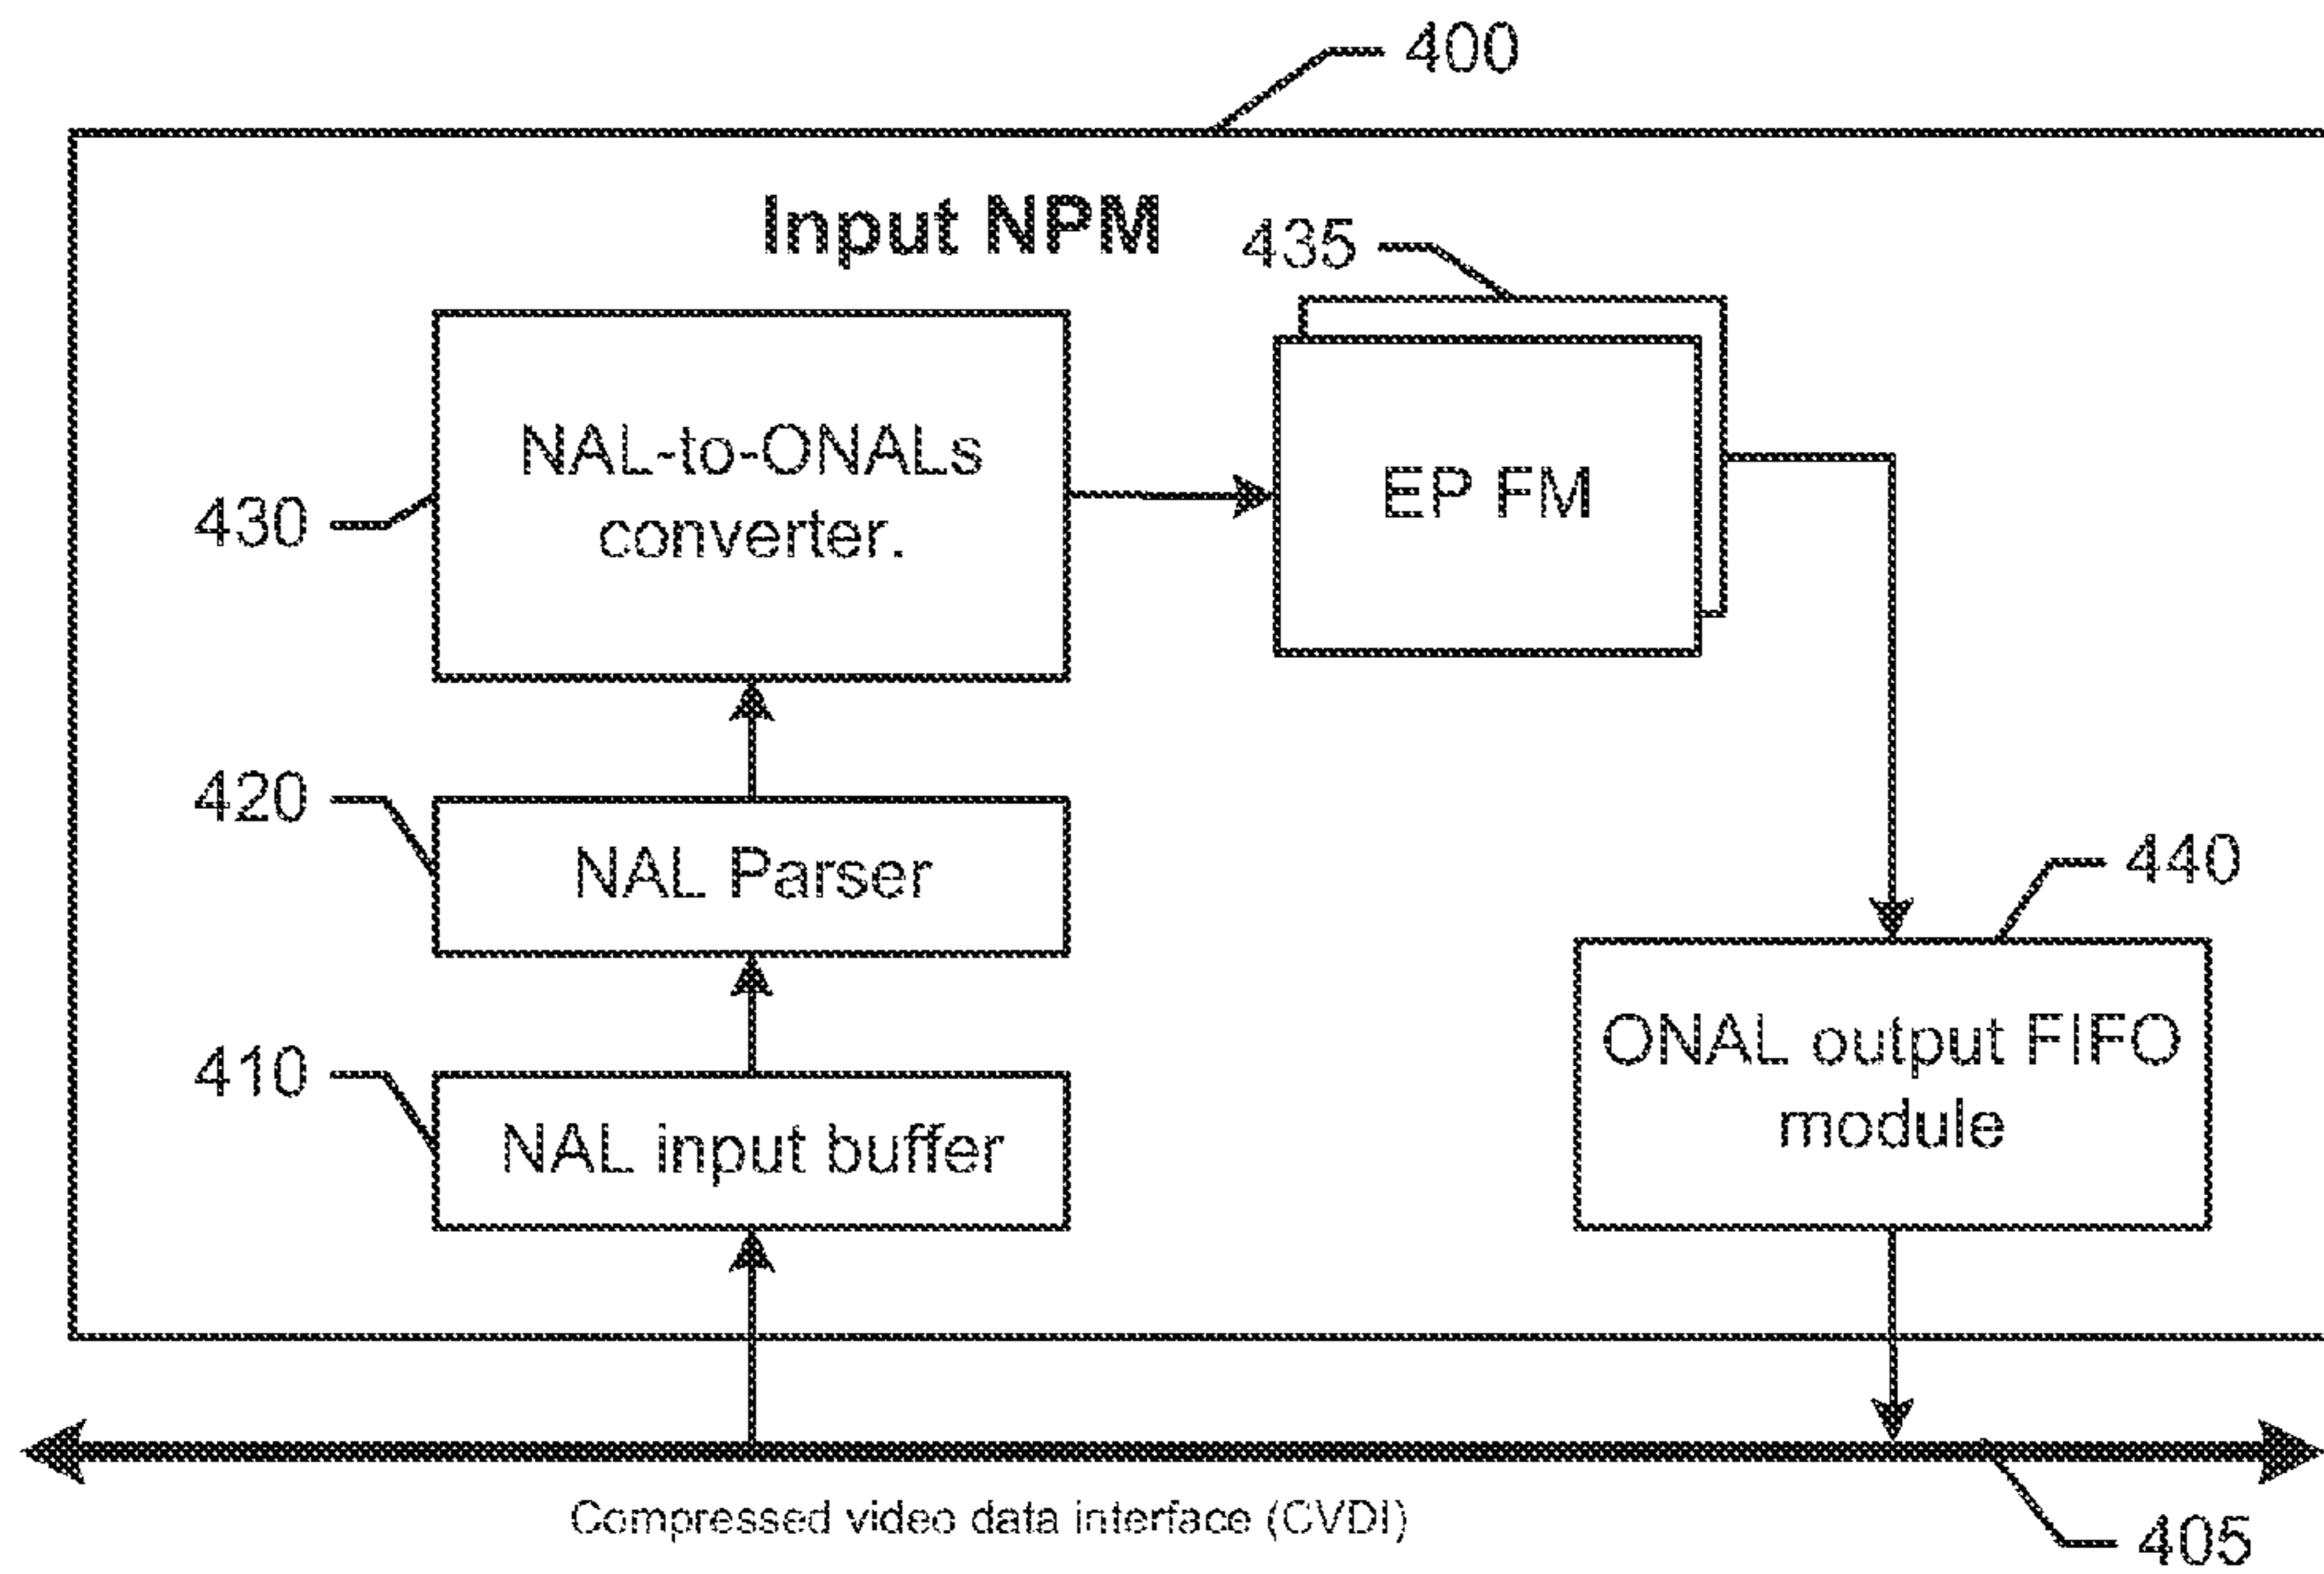 400
Input NPM
435
NAL-to-ONALs
converter.
EP FM
430
420
NAL Parser
440
410
NAL input buffer
ONAL output FIFO
module
Compressed video data interface (CVDI)
405